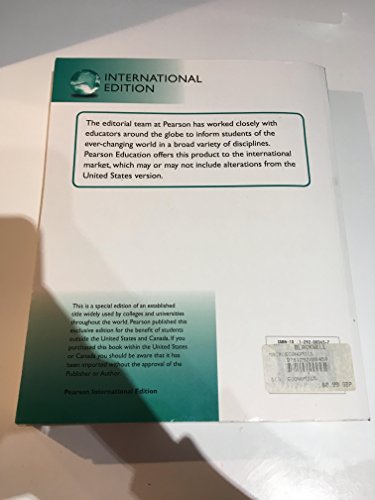 INTERNATIONAL
EDITION
The editorial team at Pearson has worked closely with
educators around the globe to inform students of the
ever-changing world in a broad variety of disciplines.
Pearson Education offers this product to the international
market, which may or may not include alterations from the
United States version.
This is a special edition of an established
title widely used by colleges and universities
throughout the world. Pearson published this
exclusive edition for the benefit of students
outside the United States and Canada. If you
purchased this book within the United States
or Canada you should be aware that it has
been imported without the approval of the
Publisher or Author.
Pearson International Edition
BLACKWELL
ECONOMICS